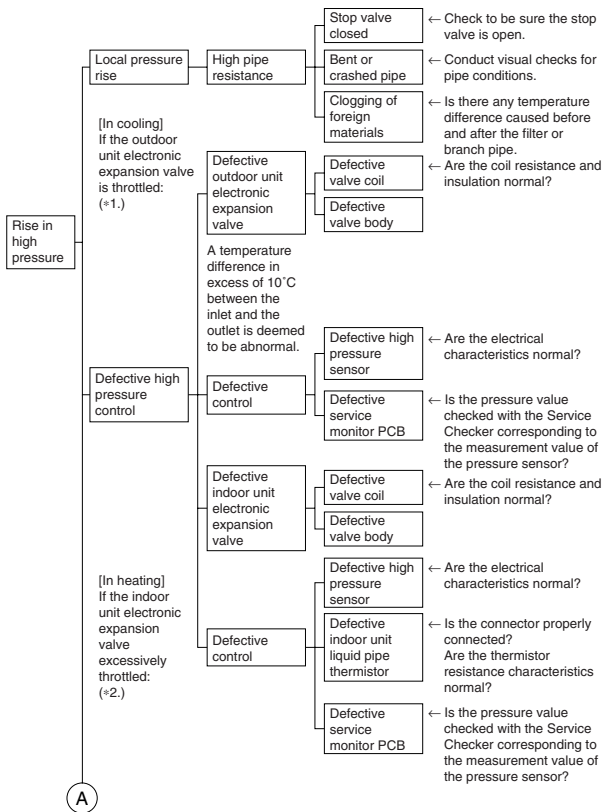 Stop valve
closed
← Check to be sure the stop
valve is open.
Local pressure
rise
High pipe
resistance
Bent or
crashed pipe
← Conduct visual checks for
pipe conditions.
Clogging of
foreign
materials
← Is there any temperature
difference caused before
and after the filter or
branch pipe.
[In cooling]
If the outdoor
unit electronic
expansion valve
is throttled:
(*1.)
Defective
outdoor unit
electronic
expansion
valve
Defective
valve coil
← Are the coil resistance and
insulation normal?
Defective
valve body
Rise in
high
pressure
A temperature
difference in
excess of 10˚C
between the
inlet and the
outlet is deemed
to be abnormal.
Defective high
pressure
sensor
← Are the electrical
characteristics normal?
Defective high
pressure
control
Defective
control
Defective
service
monitor PCB
← Is the pressure value
checked with the Service
Checker corresponding to
the measurement value of
the pressure sensor?
Defective
indoor unit
electronic
expansion
valve
Defective
valve coil
← Are the coil resistance and
insulation normal?
Defective
valve body
[In heating]
If the indoor
unit electronic
expansion
valve
excessively
throttled:
(*2.)
Defective high
pressure
sensor
← Are the electrical
characteristics normal?
Defective
control
Defective
indoor unit
liquid pipe
thermistor
← Is the connector properly
connected?
Are the thermistor
resistance characteristics
normal?
Defective
service
monitor PCB
← Is the pressure value
checked with the Service
Checker corresponding to
the measurement value of
the pressure sensor?
A